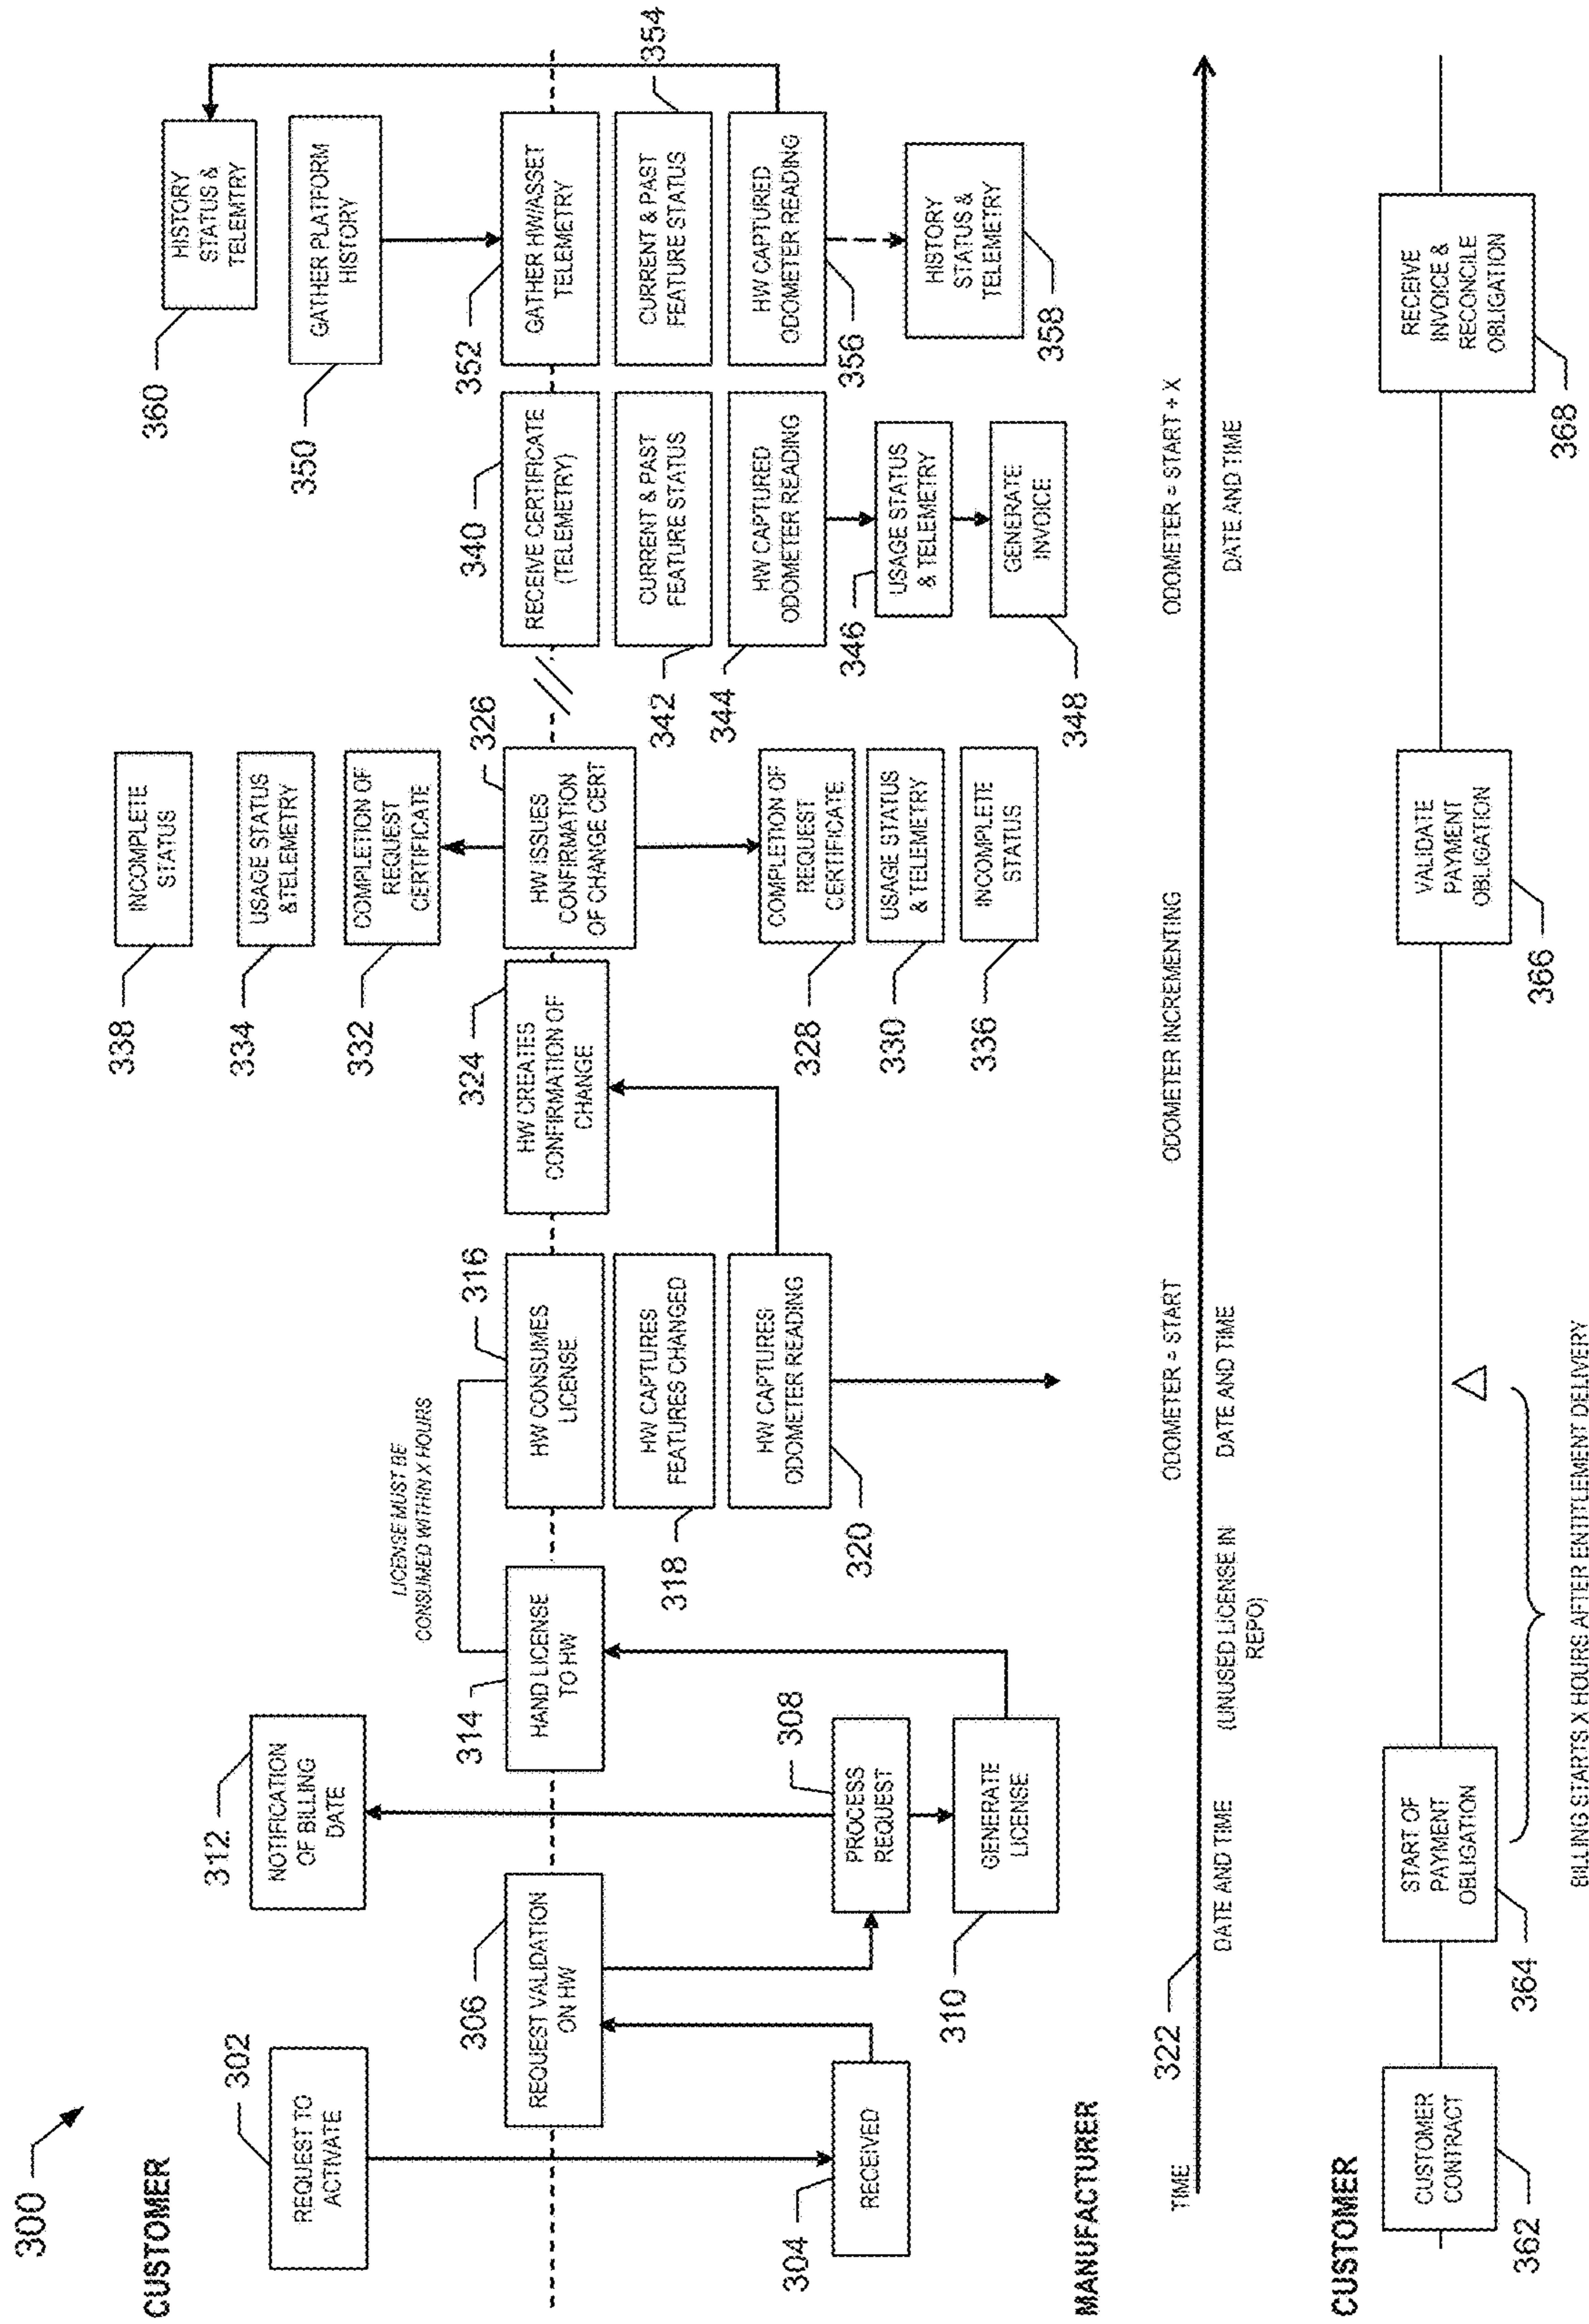 300
CUSTOMER
302
REQUEST TO
ACTIVATE
304
RECEIVED
306
REQUEST VALIDATION
ON HW
312
NOTIFICATION
OF BILLING
DATE
308
PROCESS
REQUEST
310
GENERATE
LICENSE
314
HAND LICENSE
TO HW
LICENSE MUST BE
CONSUMED WITHIN X HOURS
316
HW CONSUMES
LICENSE
318
HW CAPTURES
FEATURES CHANGED
320
HW CAPTURES
ODOMETER READING
324
HW CREATES
CONFIRMATION OF
CHANGE
326
HW ISSUES
CONFIRMATION
OF CHANGE CERT
338
INCOMPLETE
STATUS
334
USAGE STATUS
&TELEMETRY
332
COMPLETION OF
REQUEST
CERTIFICATE
328
COMPLETION OF
REQUEST
CERTIFICATE
330
USAGE STATUS
& TELEMETRY
336
INCOMPLETE
STATUS
340
RECEIVE CERTIFICATE
(TELEMETRY)
342
CURRENT & PAST
FEATURE STATUS
344
HW CAPTURED
ODOMETER READING
346
USAGE STATUS
& TELEMETRY
348
GENERATE
INVOICE
360
HISTORY
STATUS &
TELEMTRY
350
GATHER PLATFORM
HISTORY
352
GATHER HW/ASSET
TELEMETRY
354
CURRENT & PAST
FEATURE STATUS
356
HW CAPTURED
ODOMETER READING
358
HISTORY
STATUS &
TELEMETRY
MANUFACTURER
TIME
322
DATE AND TIME
(UNUSED LICENSE IN
REPO)
ODOMETER = START
DATE AND TIME
ODOMETER INCREMENTING
ODOMETER = START + X
DATE AND TIME
CUSTOMER
362
CUSTOMER
CONTRACT
364
START OF
PAYMENT
OBLIGATION
BILLING STARTS X HOURS AFTER ENTITLEMENT DELIVERY
366
VALIDATE
PAYMENT
OBLIGATION
368
RECEIVE
INVOICE &
RECONCILE
OBLIGATION